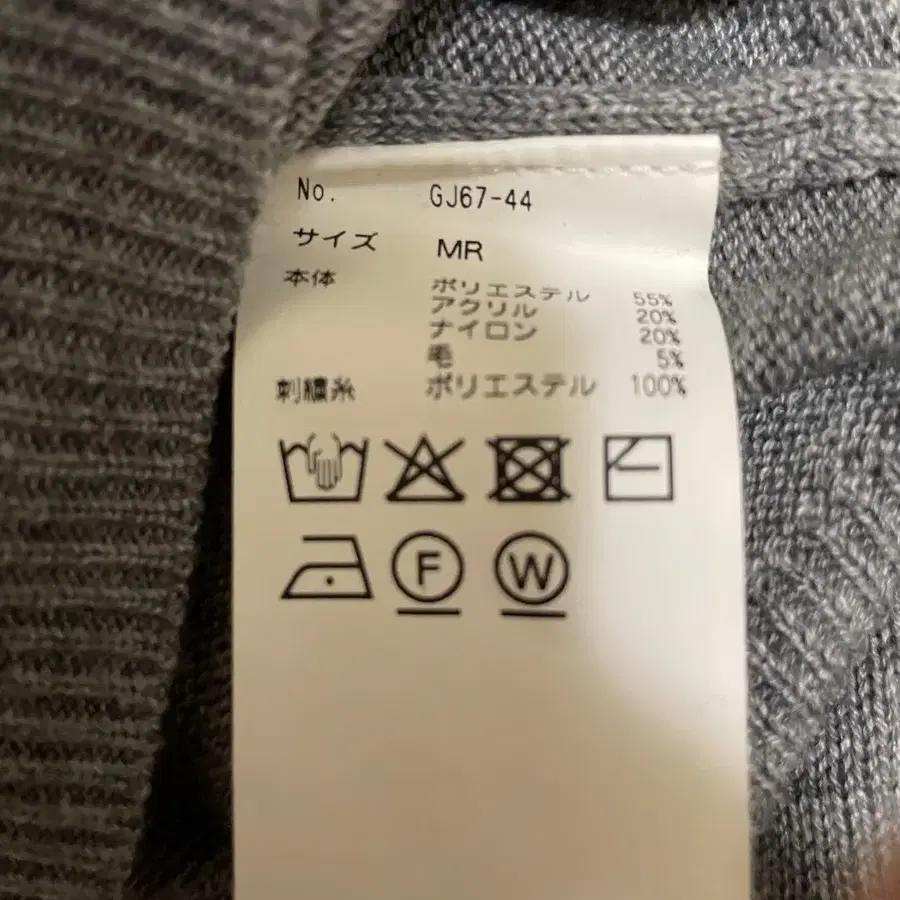 No. GJ67-44
サイズ MR
本体 ポリエステル 55%
アクリル 20%
ナイロン 20%
毛 5%
刺繍糸 ポリエステル 100%
F W